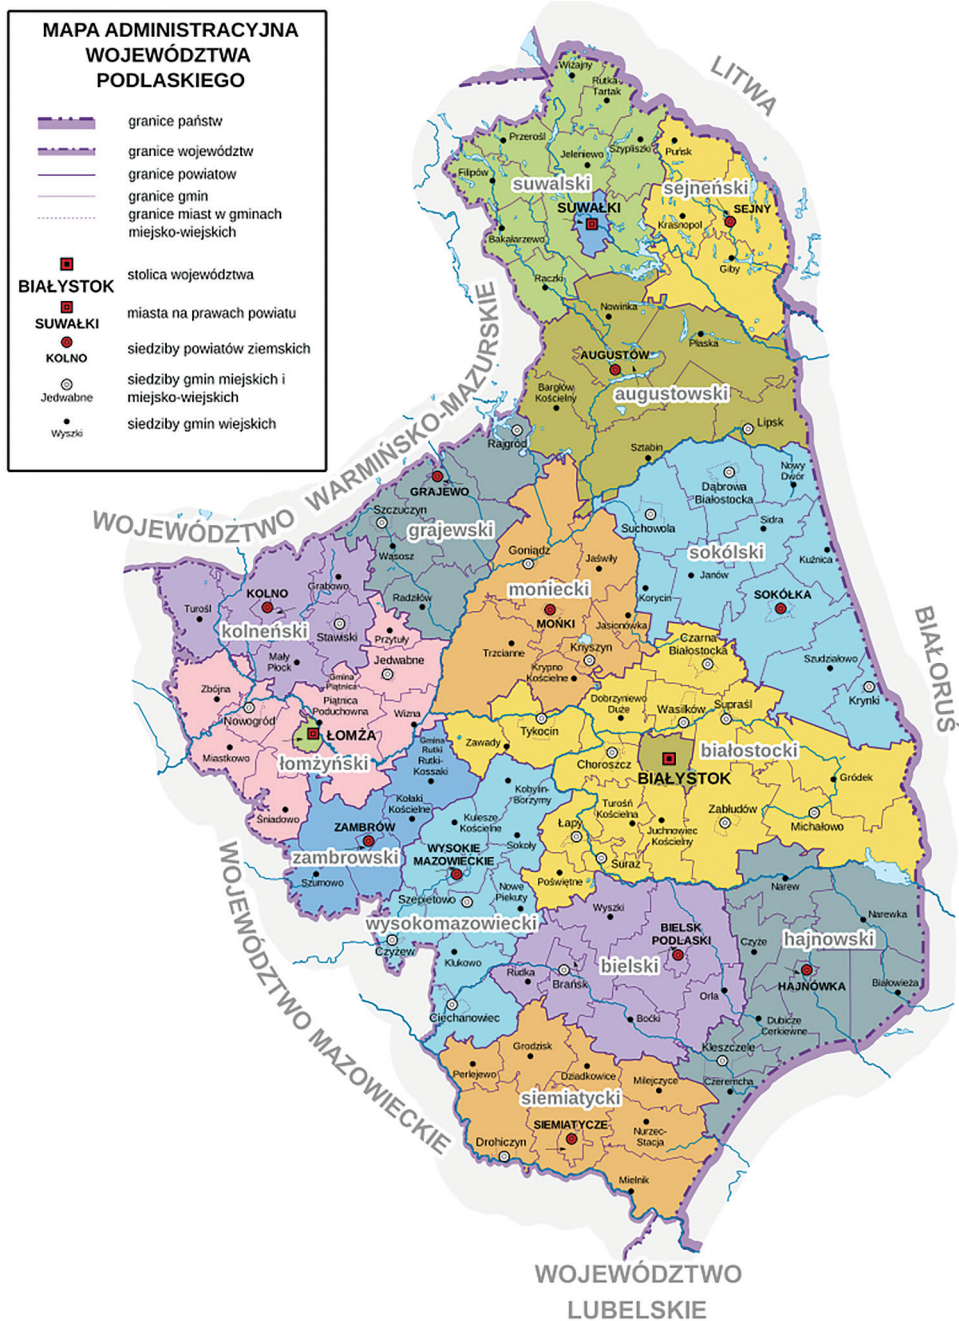 MAPA ADMINISTRACYJNA
WOJEWÓDZTWA
PODLASKIEGO
granice państw
granice województw
granice powiatow
granice gmin
granice miast w gminach
miejsko-wiejskich
BIAŁYSTOK
stolica województwa
SUWAŁKI
miasta na prawach powiatu
KOLNO
siedziby powiatów ziemskich
Jedwabne
siedziby gmin miejskich i
miejsko-wiejskich
Wyszki
siedziby gmin wiejskich
LITWA
Wiżajny
Rutka-
Tartak
Przerośl
Jeleniewo
Szypliszki
Puńsk
Filipów
suwalski
sejneński
SUWAŁKI
SEJNY
Krasnopol
Bakałarzewo
Giby
Raczki
Nowinka
Płaska
AUGUSTÓW
Bargłów
Kościelny
augustowski
Lipsk
Sztabin
WOJEWÓDZTWO WARMIŃSKO-MAZURSKIE
Rajgród
GRAJEWO
Szczuczyn
grajewski
Wąsosz
Radziłów
Dąbrowa
Białostocka
Nowy
Dwór
Suchowola
Sidra
sokólski
Kuźnica
Janów
Korycin
SOKÓŁKA
Szudziałowo
Krynki
BIAŁORUŚ
Goniądz
Jaświły
moniecki
MOŃKI
Jasionówka
Trzcianne
Knyszyn
Krypno
Kościelne
Grabowo
KOLNO
Turośl
kolneński
Stawiski
Mały
Płock
Przytuły
Jedwabne
Gmina
Piątnica
Zbójna
Piątnica
Poduchowna
Nowogród
Wizna
ŁOMŻA
Miastkowo
łomżyński
Śniadowo
Czarna
Białostocka
Dobrzyniewo
Duże
Wasilków
Supraśl
Tykocin
Zawady
Choroszcz
białostocki
BIAŁYSTOK
Gródek
Turośń
Kościelna
Zabłudów
Michałowo
Juchnowiec
Kościelny
Łapy
Suraż
Poświętne
Gmina
Rutki
Rutki-
Kossaki
Kołaki
Kościelne
ZAMBRÓW
zambrowski
Szumowo
Kobylin-
Borzymy
Kulesze
Kościelne
Sokoły
WYSOKIE
MAZOWIECKIE
Nowe
Piekuty
Szepietowo
wysokomazowiecki
Czyżew
Klukowo
Ciechanowiec
Wyszki
BIELSK
PODLASKI
bielski
Rudka
Brańsk
Orla
Boćki
Narew
Narewka
Czyże
hajnowski
HAJNÓWKA
Białowieża
Dubicze
Cerkiewne
Kleszczele
Czeremcha
Grodzisk
Perlejewo
Dziadkowice
Milejczyce
siemiatycki
SIEMIATYCZE
Nurzec-
Stacja
Drohiczyn
Mielnik
WOJEWÓDZTWO MAZOWIECKIE
WOJEWÓDZTWO
LUBELSKIE